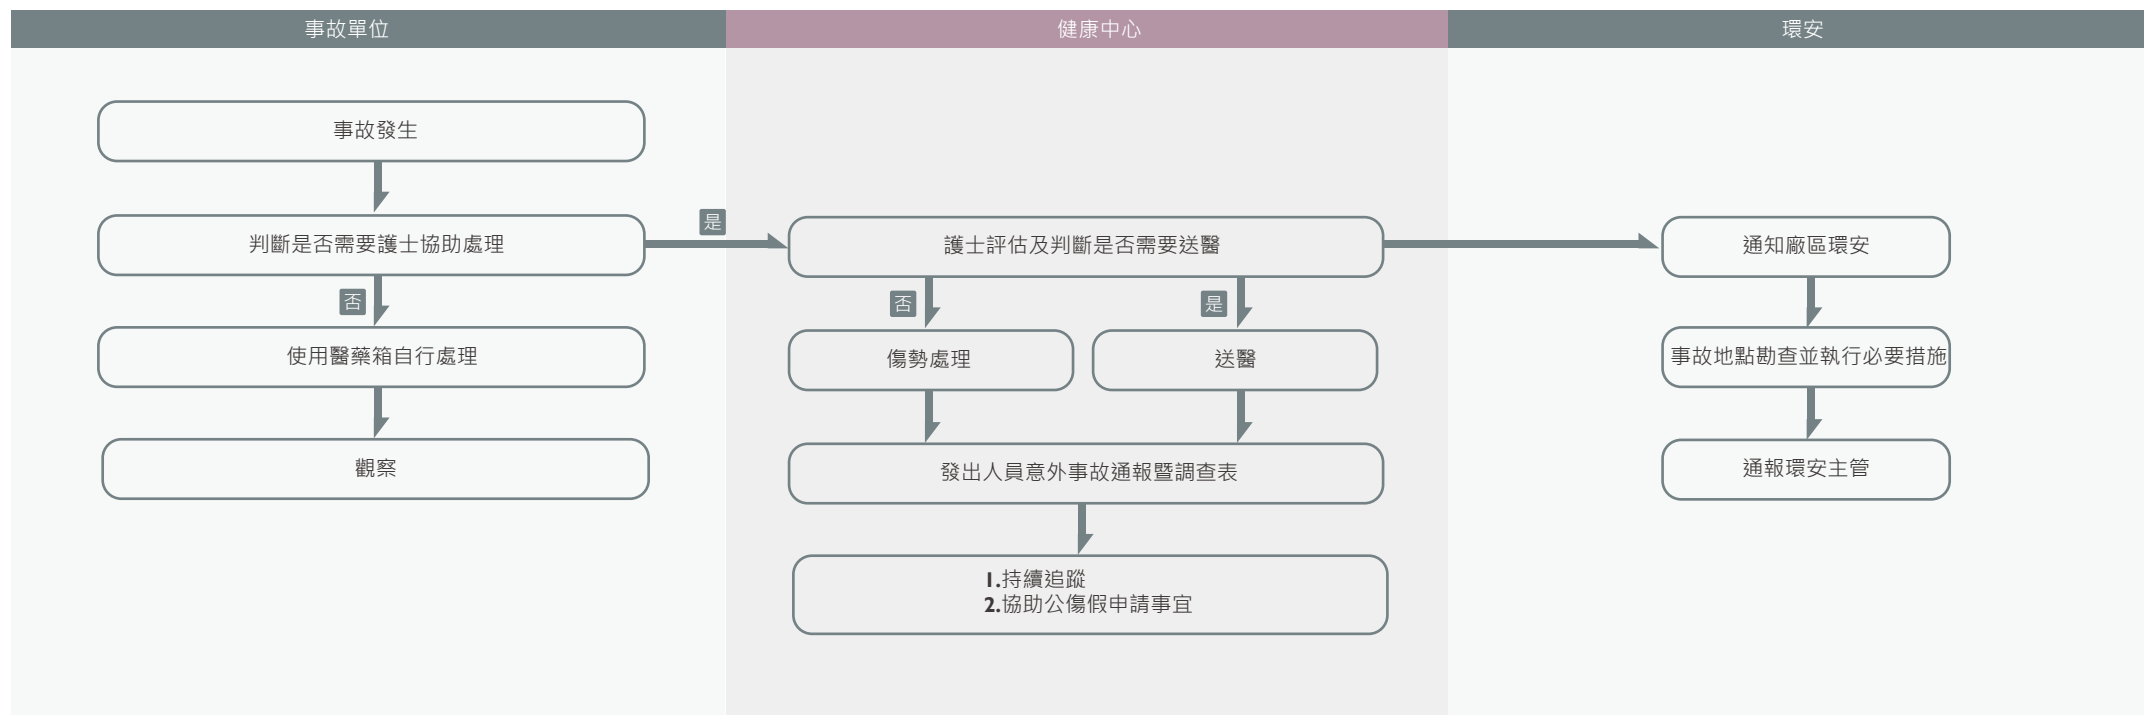 事故單位
健康中心
環安
事故發生
判斷是否需要護士協助處理
是
護士評估及判斷是否需要送醫
通知廠區環安
否
否
是
使用醫藥箱自行處理
傷勢處理
送醫
事故地點勘查並執行必要措施
觀察
發出人員意外事故通報暨調查表
通報環安主管
1.持續追蹤
2.協助公傷假申請事宜